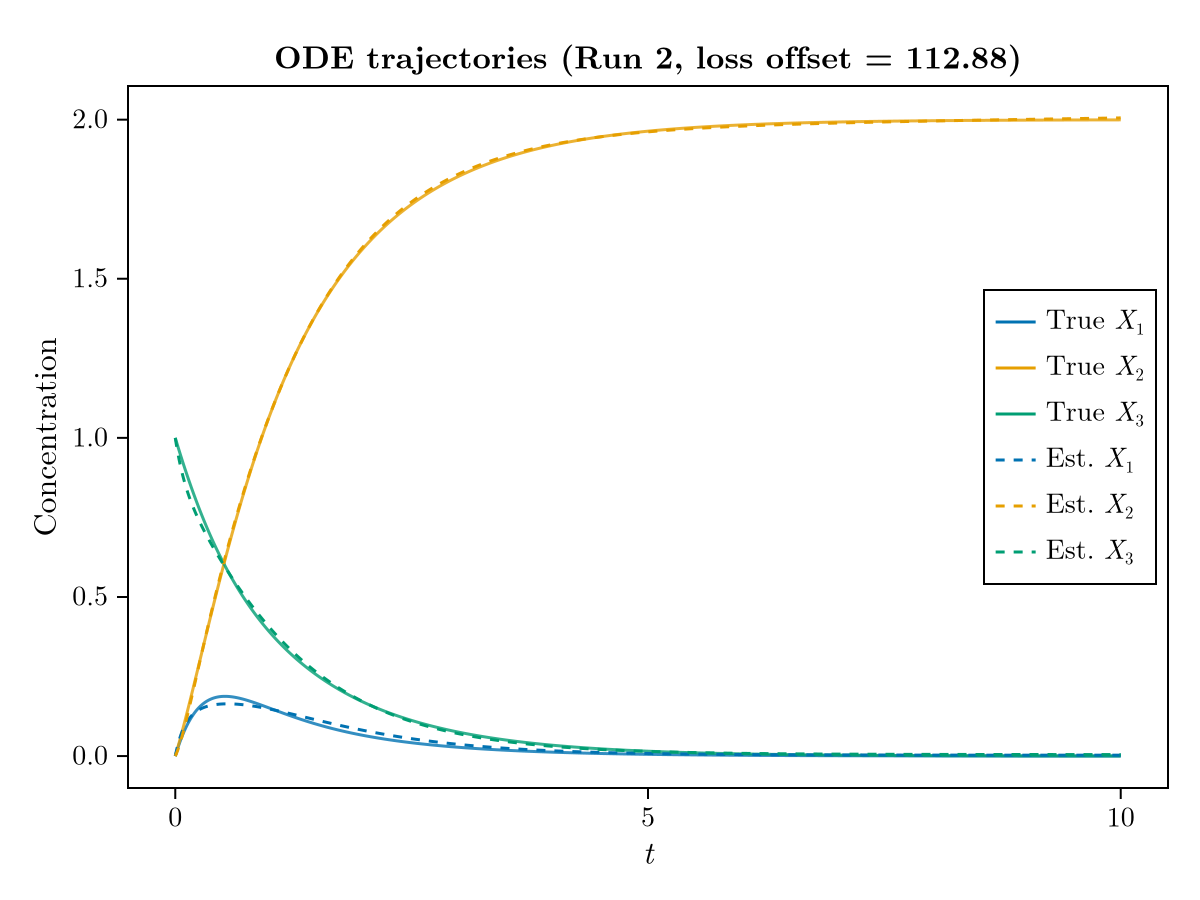 ODE trajectories (Run 2, loss offset = 112.88)
2.0
1.5
1.0
0.5
0.0
Concentration
True X₁
True X₂
True X₃
Est. X₁
Est. X₂
Est. X₃
0 5 10
t